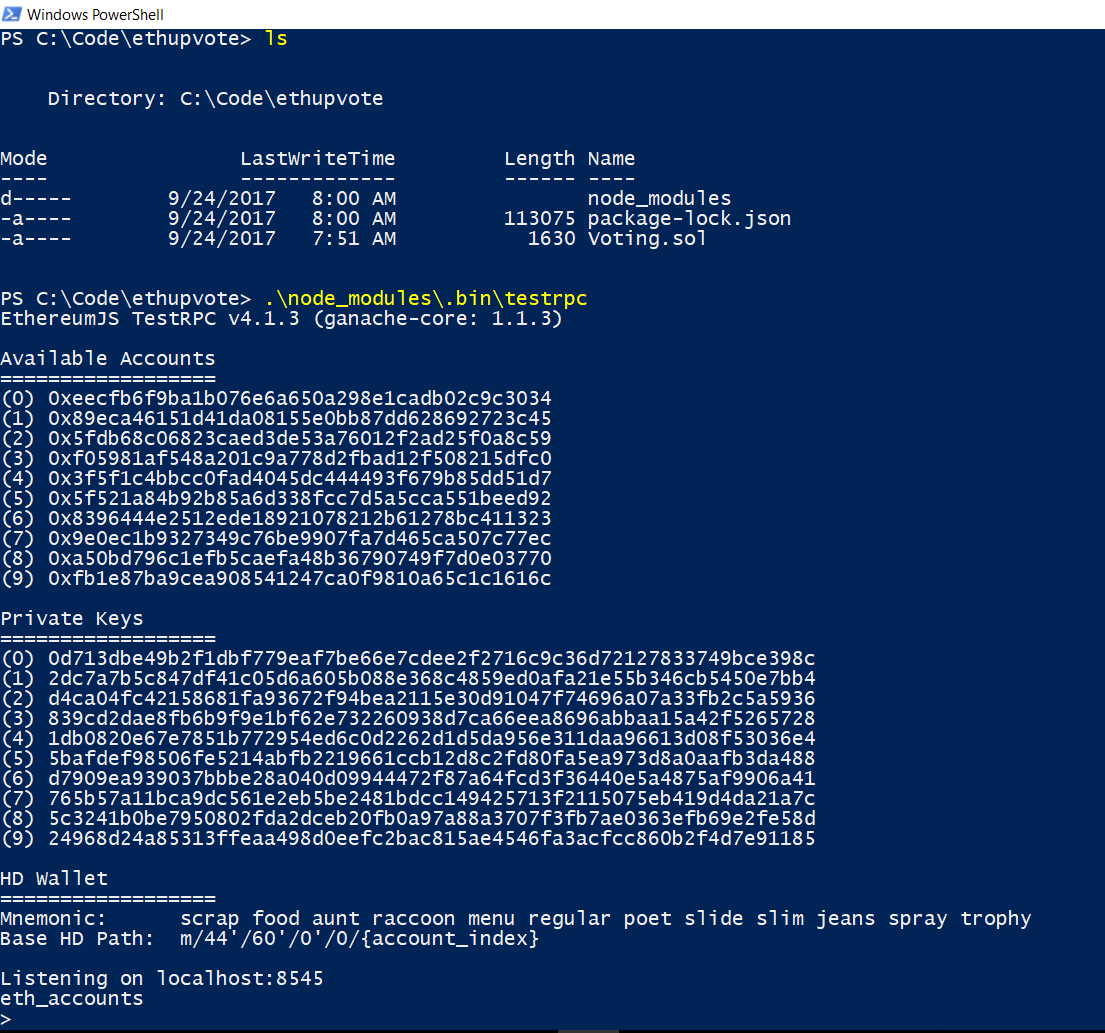 Windows PowerShell
PS C:\Code\ethupvote> ls
Directory: C:\Code\ethupvote
Mode LastWriteTime Length Name
---- ------------- ------ ----
d----- 9/24/2017 8:00 AM node_modules
-a---- 9/24/2017 8:00 AM 113075 package-lock.json
-a---- 9/24/2017 7:51 AM 1630 Voting.sol
PS C:\Code\ethupvote> .\node_modules\.bin\testrpc
EthereumJS TestRPC v4.1.3 (ganache-core: 1.1.3)
Available Accounts
==================
(0) 0xeecfb6f9ba1b076e6a650a298e1cadb02c9c3034
(1) 0x89eca46151d41da08155e0bb87dd628692723c45
(2) 0x5fdb68c06823caed3de53a76012f2ad25f0a8c59
(3) 0xf05981af548a201c9a778d2fbad12f508215dfc0
(4) 0x3f5f1c4bbcc0fad4045dc444493f679b85dd51d7
(5) 0x5f521a84b92b85a6d338fcc7d5a5cca551beed92
(6) 0x8396444e2512ede18921078212b61278bc411323
(7) 0x9e0ec1b9327349c76be9907fa7d465ca507c77ec
(8) 0xa50bd796c1efb5caefa48b36790749f7d0e03770
(9) 0xfb1e87ba9cea908541247ca0f9810a65c1c1616c
Private Keys
==================
(0) 0d713dbe49b2f1dbf779eaf7be66e7cdee2f2716c9c36d72127833749bce398c
(1) 2dc7a7b5c847df41c05d6a605b088e368c4859ed0afa21e55b346cb5450e7bb4
(2) d4ca04fc42158681fa93672f94bea2115e30d91047f74696a07a33fb2c5a5936
(3) 839cd2dae8fb6b9f9e1bf62e732260938d7ca66eea8696abbaa15a42f5265728
(4) 1db0820e67e7851b772954ed6c0d2262d1d5da956e311daa96613d08f53036e4
(5) 5bafdef98506fe5214abfb2219661ccb12d8c2fd80fa5ea973d8a0aafb3da488
(6) d7909ea939037bbbe28a040d09944472f87a64fcd3f36440e5a4875af9906a41
(7) 765b57a11bca9dc561e2eb5be2481bdcc149425713f2115075eb419d4da21a7c
(8) 5c3241b0be7950802fda2dceb20fb0a97a88a3707f3fb7ae0363efb69e2fe58d
(9) 24968d24a85313ffeaa498d0eefc2bac815ae4546fa3acfcc860b2f4d7e91185
HD Wallet
==================
Mnemonic: scrap food aunt raccoon menu regular poet slide slim jeans spray trophy
Base HD Path: m/44'/60'/0'/0/{account_index}
Listening on localhost:8545
eth_accounts
>